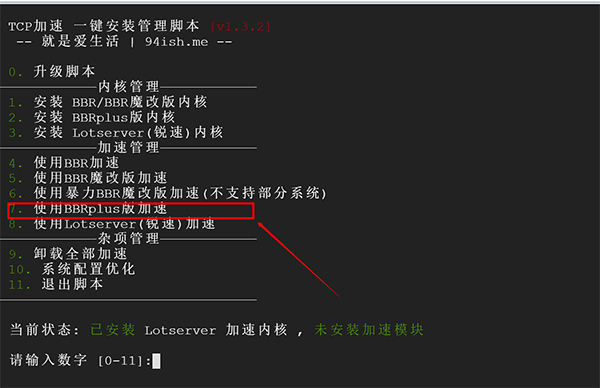 TCP加速 一键安装管理脚本 [v1.3.2]
-- 就是爱生活 | 94ish.me --
0. 升级脚本
内核管理
1. 安装 BBR/BBR魔改版内核
2. 安装 BBRplus版内核
3. 安装 Lotserver(锐速)内核
加速管理
4. 使用BBR加速
5. 使用BBR魔改版加速
6. 使用暴力BBR魔改版加速(不支持部分系统)
7. 使用BBRplus版加速
8. 使用Lotserver(锐速)加速
杂项管理
9. 卸载全部加速
10. 系统配置优化
11. 退出脚本
当前状态: 已安装 Lotserver 加速内核 , 未安装加速模块
请输入数字 [0-11]: